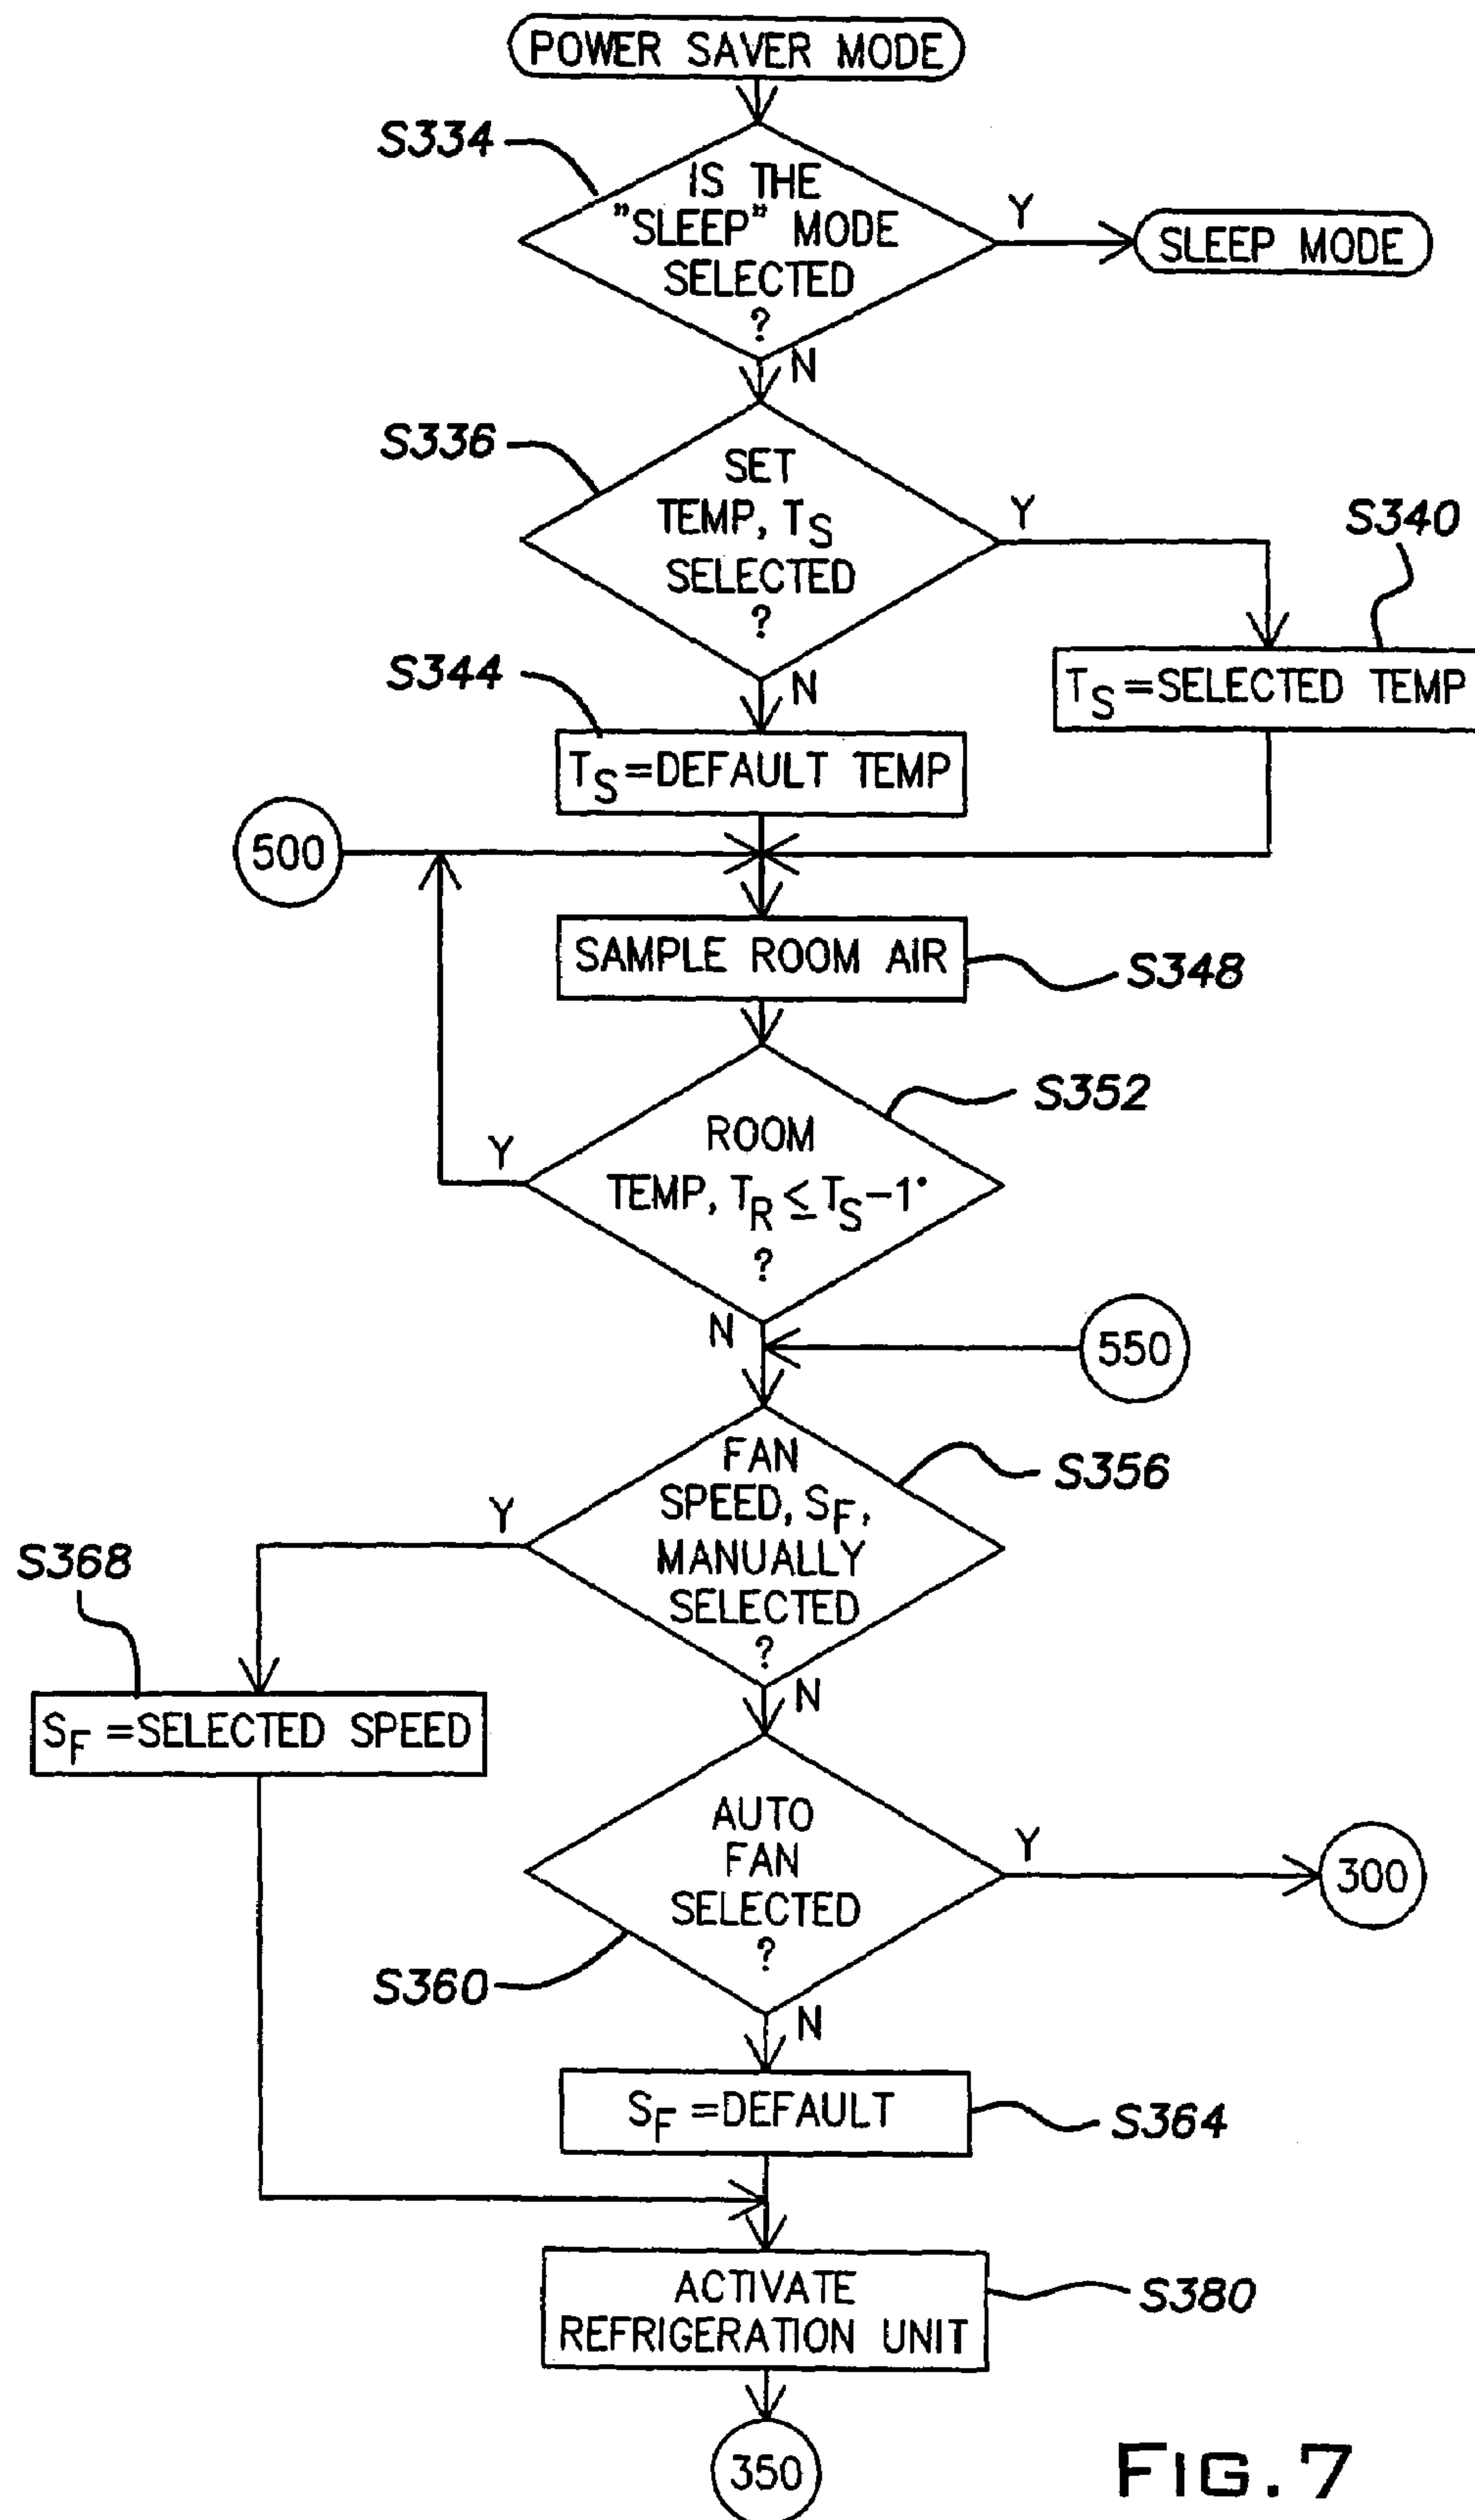 POWER SAVER MODE
S334
IS THE
"SLEEP" MODE
SELECTED
?
Y
SLEEP MODE
N
S336
SET
TEMP, TS
SELECTED
?
Y
S340
TS=SELECTED TEMP
N
S344
TS=DEFAULT TEMP
500
SAMPLE ROOM AIR
S348
S352
ROOM
TEMP, TR≤TS-1°
?
Y
N
550
FAN
SPEED, SF,
MANUALLY
SELECTED
?
S356
Y
S368
SF=SELECTED SPEED
N
AUTO
FAN
SELECTED
?
Y
300
S360
N
SF=DEFAULT
S364
ACTIVATE
REFRIGERATION UNIT
S380
350
FIG.7